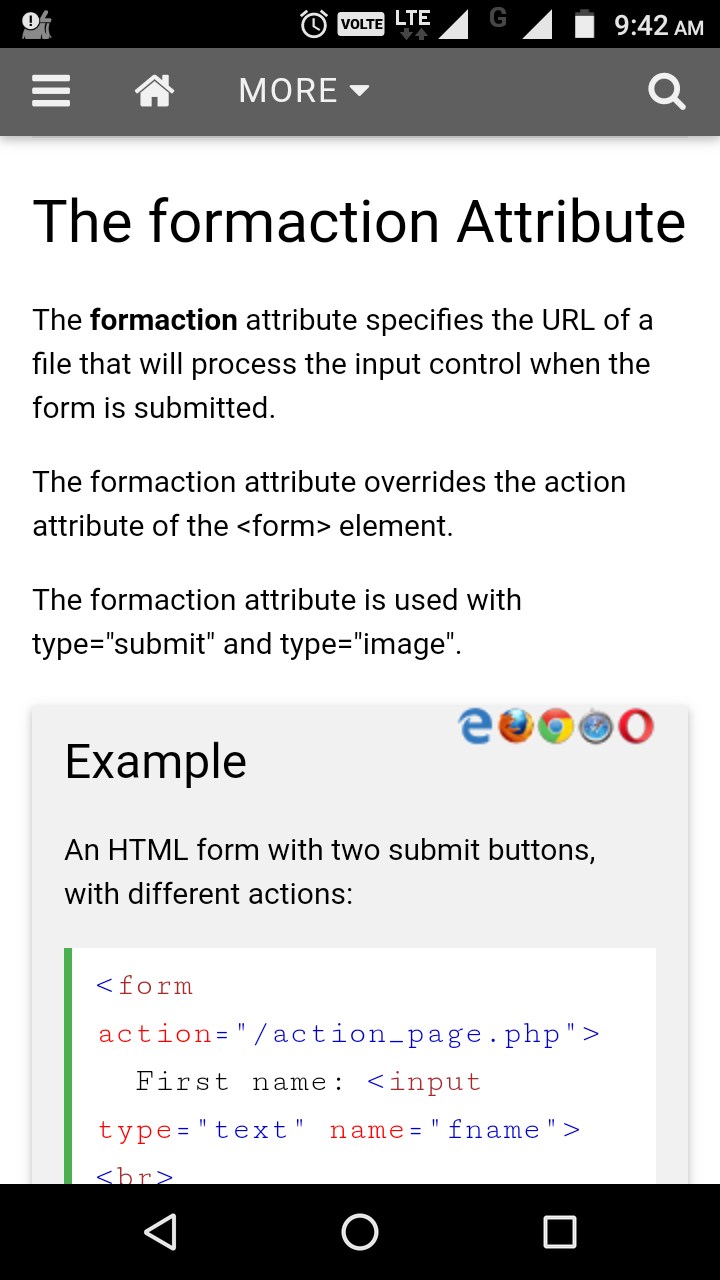 VOLTE LTE G 9:42 AM
MORE
The formaction Attribute
The formaction attribute specifies the URL of a
file that will process the input control when the
form is submitted.
The formaction attribute overrides the action
attribute of the <form> element.
The formaction attribute is used with
type="submit" and type="image".
Example
An HTML form with two submit buttons,
with different actions:
<form
action="/action_page.php">
First name: <input
type="text" name="fname">
<br>